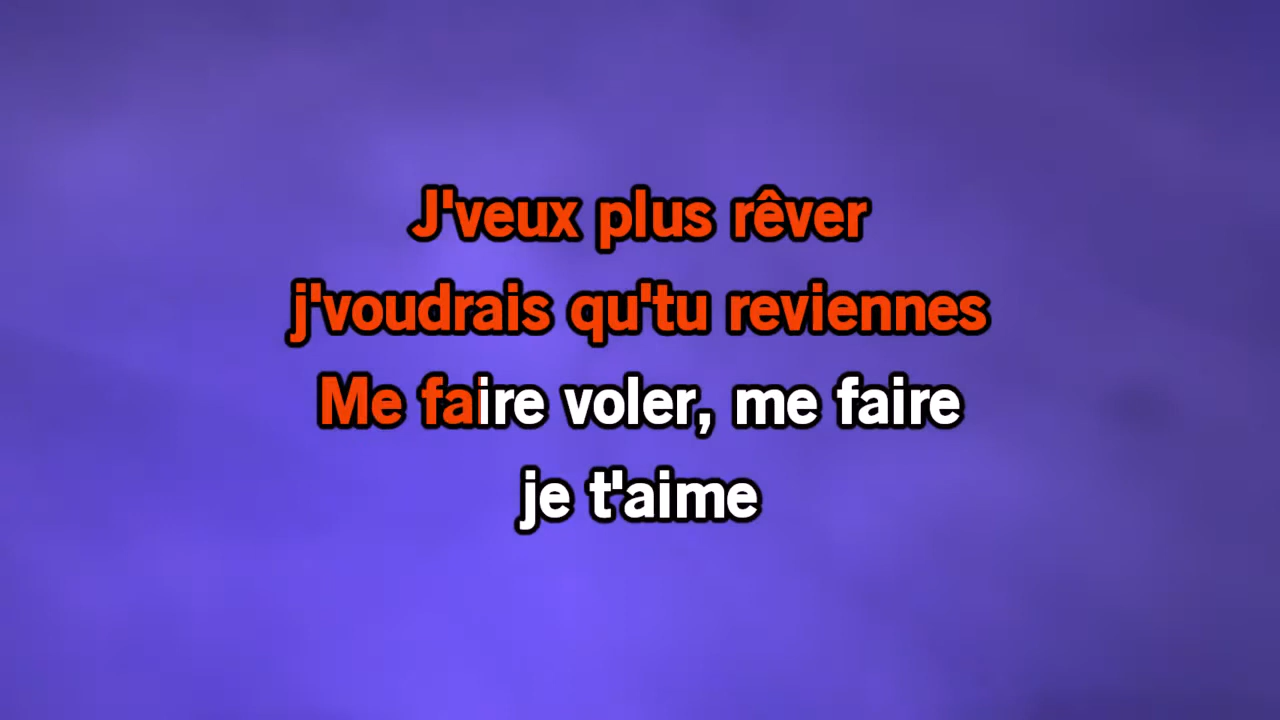 J'veux plus rêver
j'voudrais qu'tu reviennes
Me faire voler, me faire
je t'aime